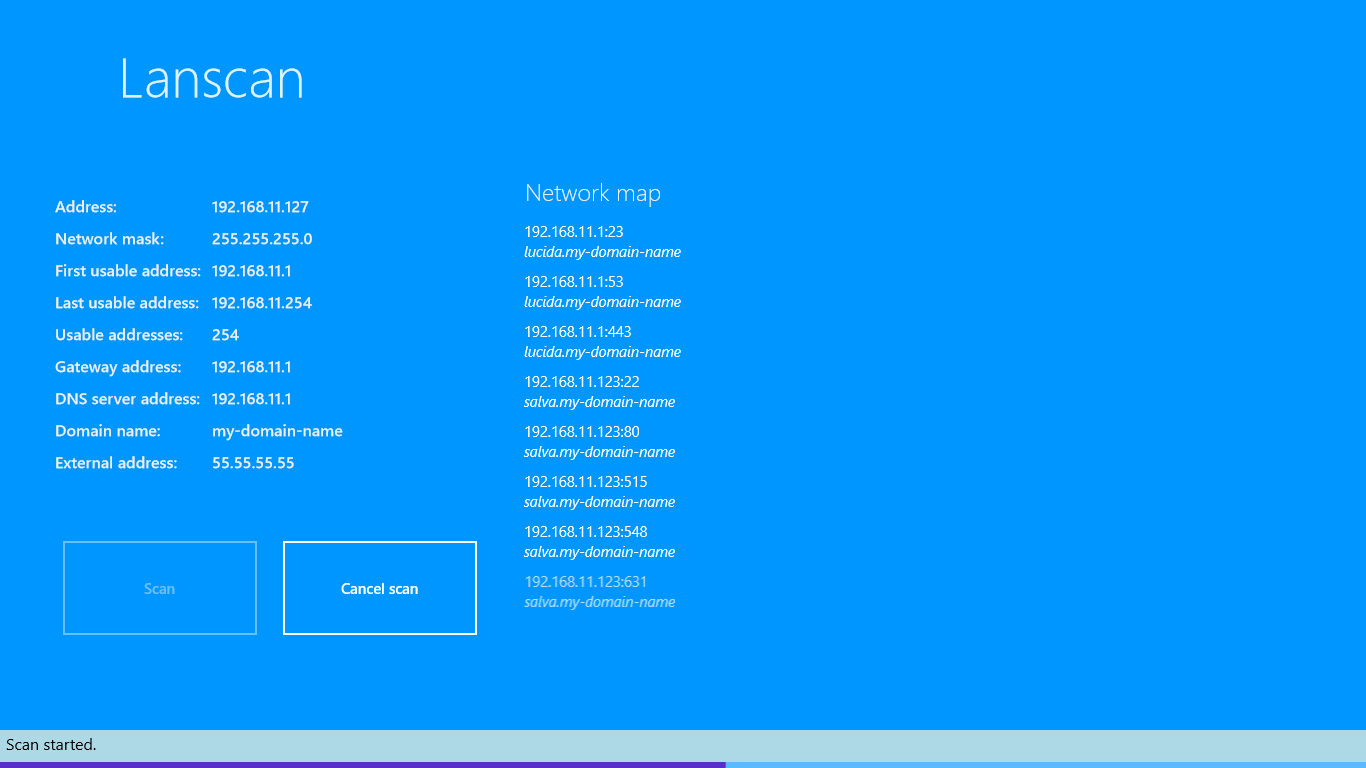 Lanscan
Address: 192.168.11.127
Network mask: 255.255.255.0
First usable address: 192.168.11.1
Last usable address: 192.168.11.254
Usable addresses: 254
Gateway address: 192.168.11.1
DNS server address: 192.168.11.1
Domain name: my-domain-name
External address: 55.55.55.55
Scan
Cancel scan
Network map
192.168.11.1:23
lucida.my-domain-name
192.168.11.1:53
lucida.my-domain-name
192.168.11.1:443
lucida.my-domain-name
192.168.11.123:22
salva.my-domain-name
192.168.11.123:80
salva.my-domain-name
192.168.11.123:515
salva.my-domain-name
192.168.11.123:548
salva.my-domain-name
192.168.11.123:631
salva.my-domain-name
Scan started.